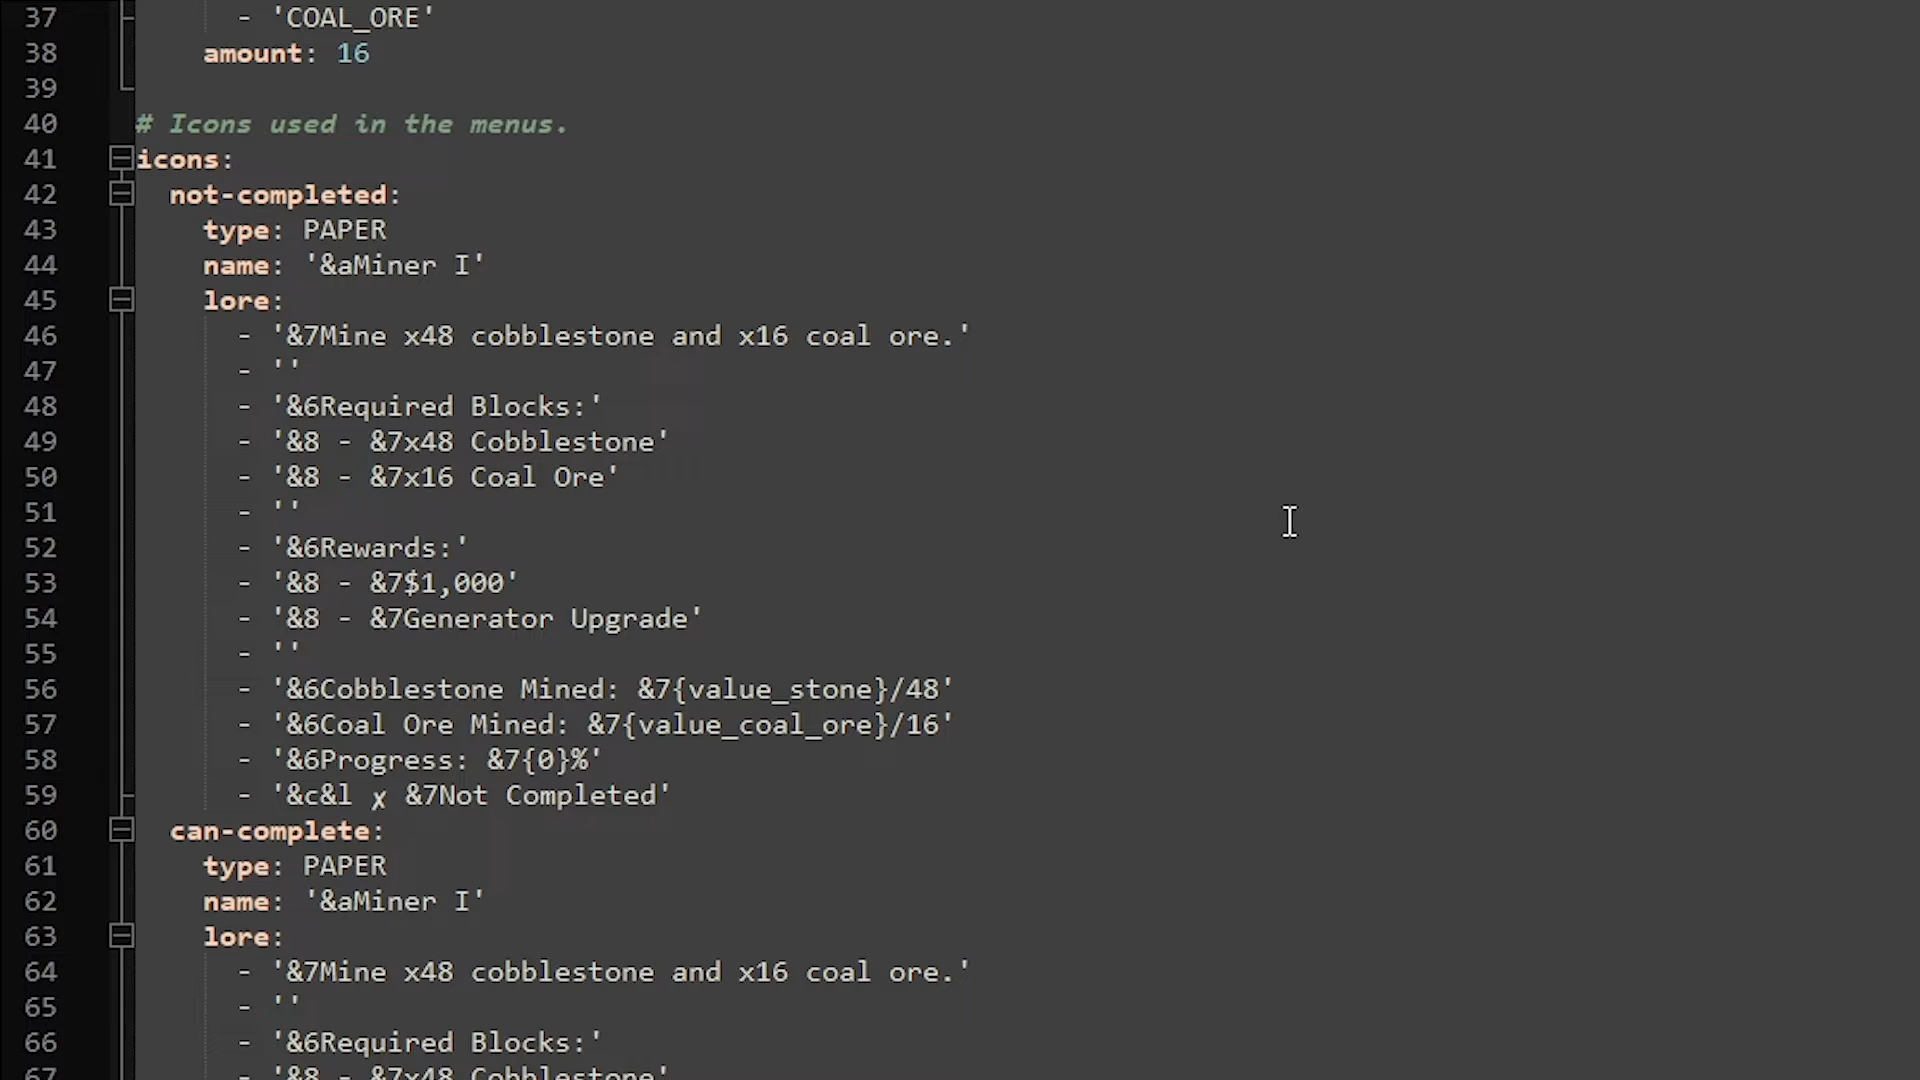 37 - 'COAL_ORE'
38 amount: 16
39
40 # Icons used in the menus.
41 icons:
42 not-completed:
43 type: PAPER
44 name: '&aMiner I'
45 lore:
46 - '&7Mine x48 cobblestone and x16 coal ore.'
47 - ''
48 - '&6Required Blocks:'
49 - '&8 - &7x48 Cobblestone'
50 - '&8 - &7x16 Coal Ore'
51 - ''
52 - '&6Rewards:'
53 - '&8 - &7$1,000'
54 - '&8 - &7Generator Upgrade'
55 - ''
56 - '&6Cobblestone Mined: &7{value_stone}/48'
57 - '&6Coal Ore Mined: &7{value_coal_ore}/16'
58 - '&6Progress: &7{0}%'
59 - '&c&l ✗ &7Not Completed'
60 can-complete:
61 type: PAPER
62 name: '&aMiner I'
63 lore:
64 - '&7Mine x48 cobblestone and x16 coal ore.'
65 - ''
66 - '&6Required Blocks:'
67 - '&8 - &7x48 Cobblestone'